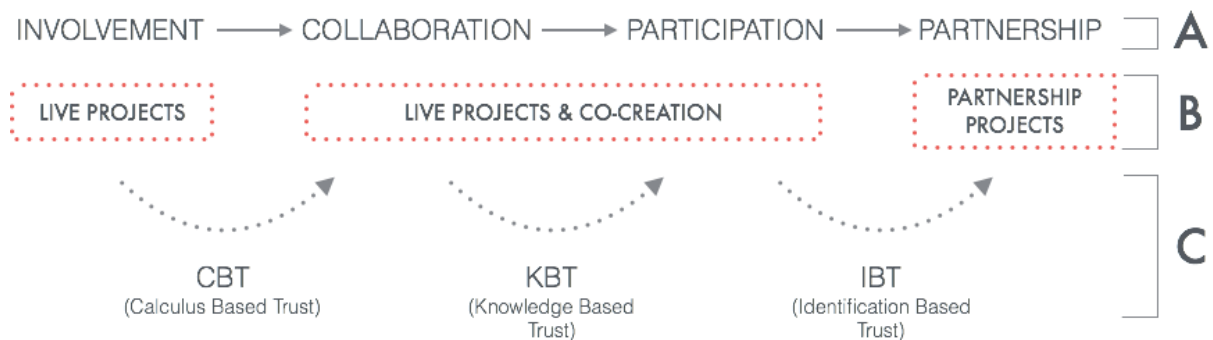 INVOLVEMENT COLLABORATION PARTICIPATION PARTNERSHIP A
LIVE PROJECTS
LIVE PROJECTS & CO-CREATION
PARTNERSHIP
PROJECTS
B
CBT
(Calculus Based Trust)
KBT
(Knowledge Based
Trust)
IBT
(Identification Based
Trust)
C